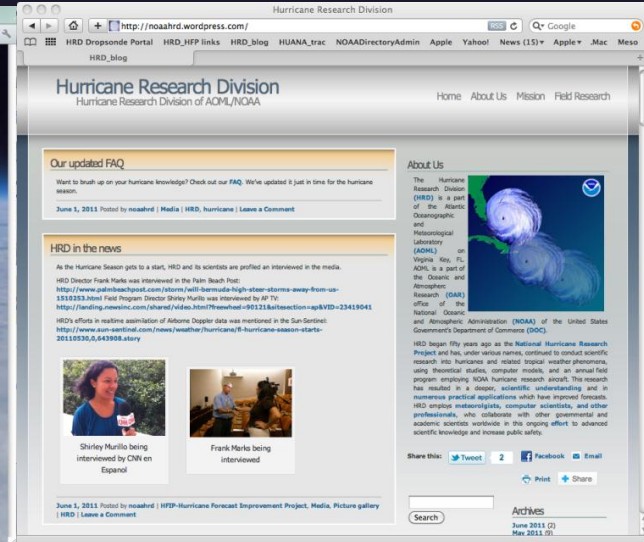 Hurricane Research Division
http://noaahrd.wordpress.com/
RSS
Google
HRD Dropsonde Portal HRD_HFP links HRD_blog HUANA_trac NOAADirectoryAdmin Apple Yahoo! News (15) Apple .Mac Meso
HRD_blog
Hurricane Research Division
Hurricane Research Division of AOML/NOAA
Home About Us Mission Field Research
Our updated FAQ
Want to brush up on your hurricane knowledge? Check out our FAQ. We've updated it just in time for the hurricane
season.
June 1, 2011 Posted by noaahrd | Media | HRD, hurricane | Leave a Comment
HRD in the news
As the Hurricane Season gets to a start, HRD and its scientists are profiled an interviewed in the media.
HRD Director Frank Marks was interviewed in the Palm Beach Post:
http://www.palmbeachpost.com/storm/will-bermuda-high-steer-storms-away-from-us-
1510253.html Field Program Director Shirley Murillo was interviewed by AP TV:
http://landing.newsinc.com/shared/video.html?freewheel=90121&sitesection=ap&VID=23419041
HRD's efforts in realtime assimilation of Airborne Doppler data was mentioned in the Sun-Sentinel:
http://www.sun-sentinel.com/news/weather/hurricane/fl-hurricane-season-starts-
20110530,0,643908.story
Shirley Murillo being
interviewed by CNN en
Espanol
Frank Marks being
interviewed
June 1, 2011 Posted by noaahrd | HFIP-Hurricane Forecast Improvement Project, Media, Picture gallery
| HRD | Leave a Comment
About Us
The Hurricane
Research Division
(HRD) is a part
of the Atlantic
Oceanographic
and
Meteorological
Laboratory
(AOML) on
Virginia Key, FL.
AOML is a part of
the Oceanic and
Atmospheric
Research (OAR)
office of the
National Oceanic
and Atmospheric Administration (NOAA) of the United States
Government's Department of Commerce (DOC).
HRD began fifty years ago as the National Hurricane Research
Project and has, under various names, continued to conduct scientific
research into hurricanes and related tropical weather phenomena,
using theoretical studies, computer models, and an annual field
program employing NOAA hurricane research aircraft. This research
has resulted in a deeper, scientific understanding and in
numerous practical applications which have improved forecasts.
HRD employs meteorolgists, computer scientists, and other
professionals, who collaborate with other governmental and
academic scientists worldwide in this ongoing effort to advanced
scientific knowledge and increase public safety.
Share this: Tweet 2 Facebook Email
Print Share
Search
Archives
June 2011 (2)
May 2011 (9)